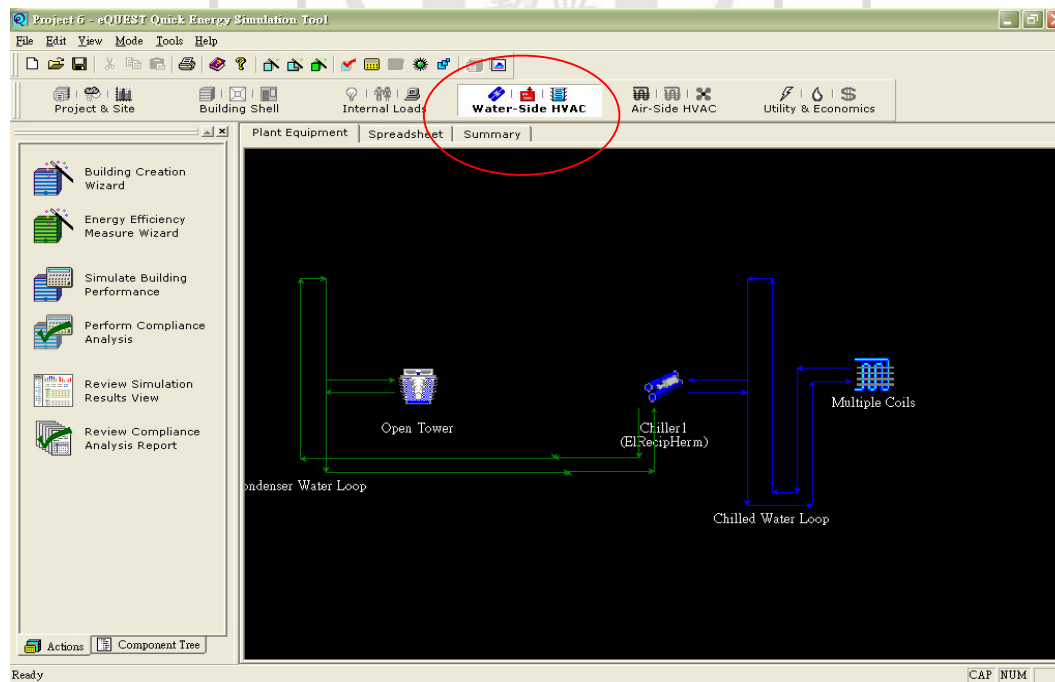 Project 6 - eQUEST Quick Energy Simulation Tool
File Edit View Mode Tools Help
Project & Site Building Shell Internal Loads Water-Side HVAC Air-Side HVAC Utility & Economics
Plant Equipment Spreadsheet Summary
Building Creation
Wizard
Energy Efficiency
Measure Wizard
Simulate Building
Performance
Perform Compliance
Analysis
Review Simulation
Results View
Review Compliance
Analysis Report
Multiple Coils
Open Tower
Chiller1
(ElRecipHerm)
ondenser Water Loop
Chilled Water Loop
Actions Component Tree
Ready CAP NUM